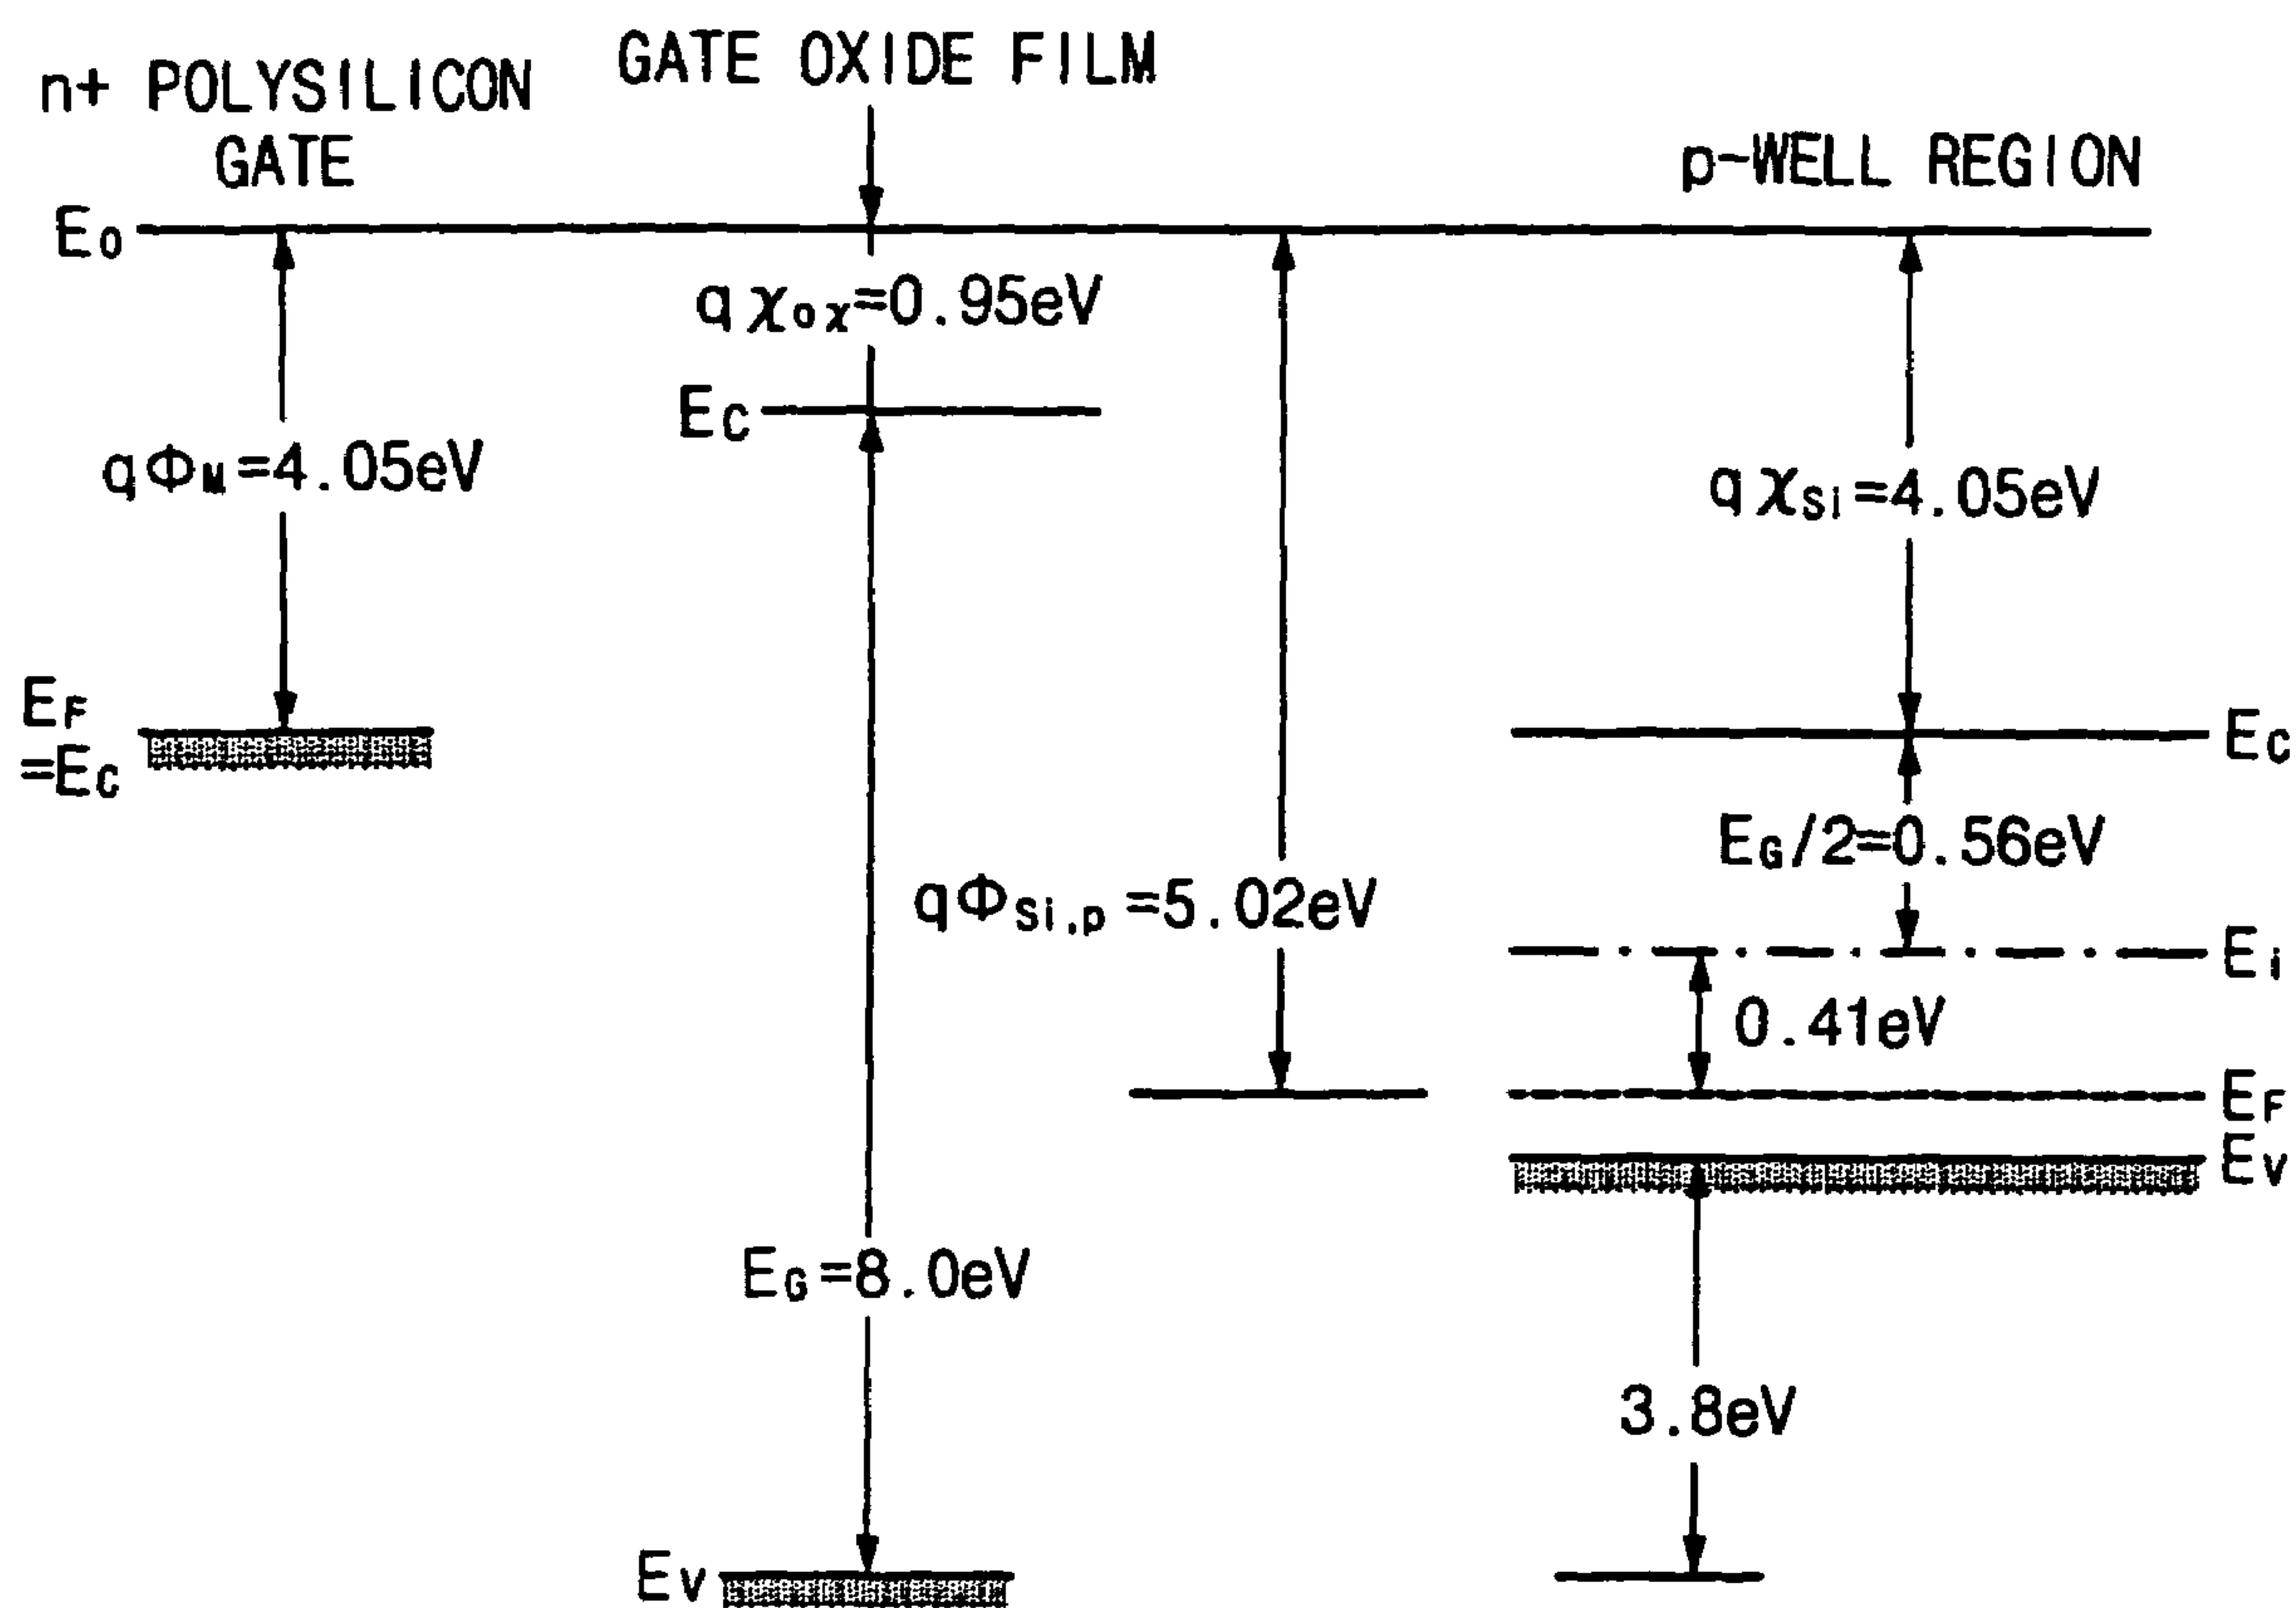 n+ POLYSILICON
GATE
GATE OXIDE FILM
p-WELL REGION
E₀
qχₒₓ=0.95eV
Ec
qΦM=4.05eV
qχSi=4.05eV
EF
=EC
Ec
EG/2=0.56eV
qΦSi,p=5.02eV
Ei
0.41eV
EF
Ev
EG=8.0eV
3.8eV
Ev